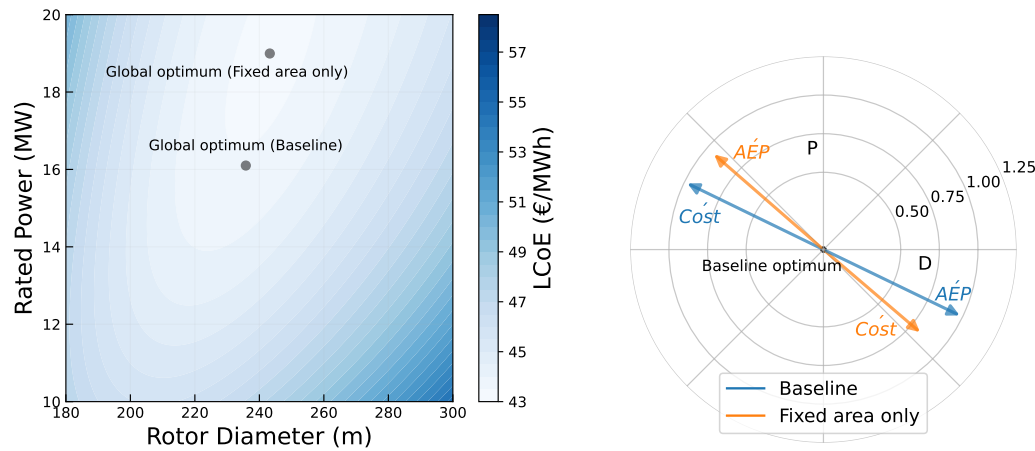 20
18
16
14
12
10
Rated Power (MW)
180
200
220
240
260
280
300
Rotor Diameter (m)
Global optimum (Fixed area only)
Global optimum (Baseline)
57
55
53
51
49
47
45
43
LCoE (€/MWh)
P
D
0.50
0.75
1.00
1.25
AÉP
Cóst
Baseline optimum
AÉP
Cóst
Baseline
Fixed area only